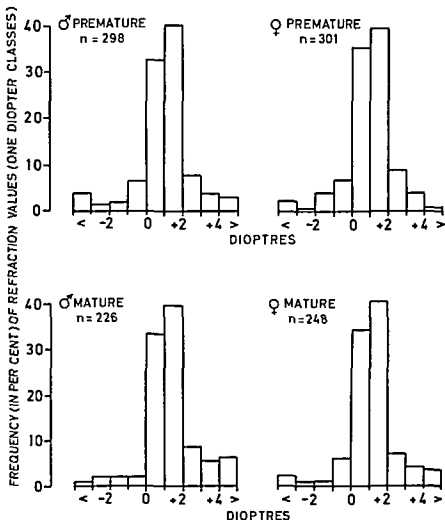 FREQUENCY (IN PER CENT) OF REFRACTION VALUES (ONE DIOPTER CLASSES)
♂ PREMATURE
n = 298
♀ PREMATURE
n = 301
40
30
20
10
0
< -2 0 +2 +4 >
< -2 0 +2 +4 >
DIOPTRES
♂ MATURE
n = 226
♀ MATURE
n = 248
40
30
20
10
0
< -2 0 +2 +4 >
< -2 0 +2 +4 >
DIOPTRES
DIOPTRES